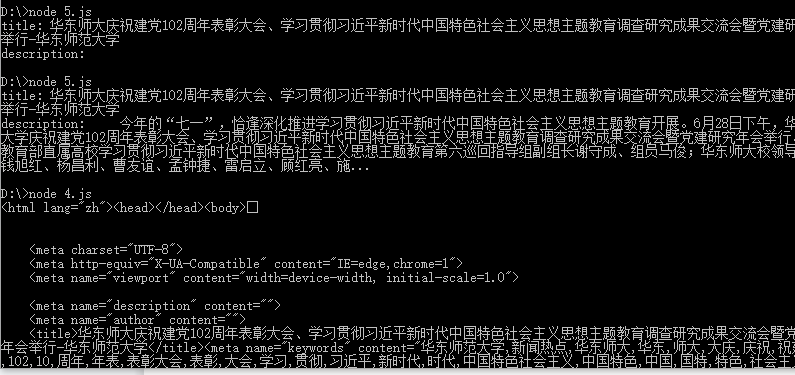 D:\>node 5.js
title: 华东师大庆祝建党102周年表彰大会、学习贯彻习近平新时代中国特色社会主义思想主题教育调查研究成果交流会暨党建研
举行-华东师范大学
description:
D:\>node 5.js
title: 华东师大庆祝建党102周年表彰大会、学习贯彻习近平新时代中国特色社会主义思想主题教育调查研究成果交流会暨党建研
举行-华东师范大学
description: 今年的“七一”，恰逢深化推进学习贯彻习近平新时代中国特色社会主义思想主题教育开展。6月28日下午，华
大学庆祝建党102周年表彰大会、学习贯彻习近平新时代中国特色社会主义思想主题教育调查研究成果交流会暨党建研究年会举行
教育部直属高校学习贯彻习近平新时代中国特色社会主义思想主题教育第六巡回指导组副组长谢守成、组员马俊；华东师大校领导
钱旭红、杨昌利、曹友谊、孟钟捷、雷启立、顾红亮、施...
D:\>node 4.js
<html lang="zh"><head></head><body>
<meta charset="UTF-8">
<meta http-equiv="X-UA-Compatible" content="IE=edge,chrome=1">
<meta name="viewport" content="width=device-width, initial-scale=1.0">
<meta name="description" content="">
<meta name="author" content="">
<title>华东师大庆祝建党102周年表彰大会、学习贯彻习近平新时代中国特色社会主义思想主题教育调查研究成果交流会暨党
年会举行-华东师范大学</title><meta name="keywords" content="华东师范大学,新闻热点,华东师大,华东,师大,大庆,庆祝,祝建
,102,10,周年,年表,表彰大会,表彰,大会,学习,贯彻,习近平,新时代,时代,中国特色社会主义,中国特色,中国,国特,特色,社会主